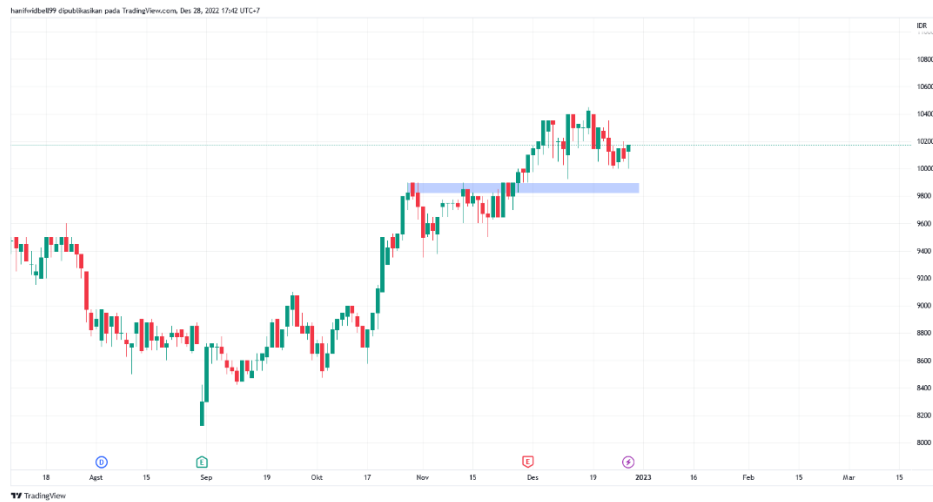 hanifwidbell99 dipublikasikan pada TradingView.com, Des 28, 2022 17:42 UTC+7
IDR
10800
10600
10400
10200
10000
9800
9600
9400
9200
9000
8800
8600
8400
8200
8000
D
E
E
18 Agst 15 Sep 19 Okt 17 Nov 15 Des 19 2023 16 Feb 15 Mar 15
TradingView